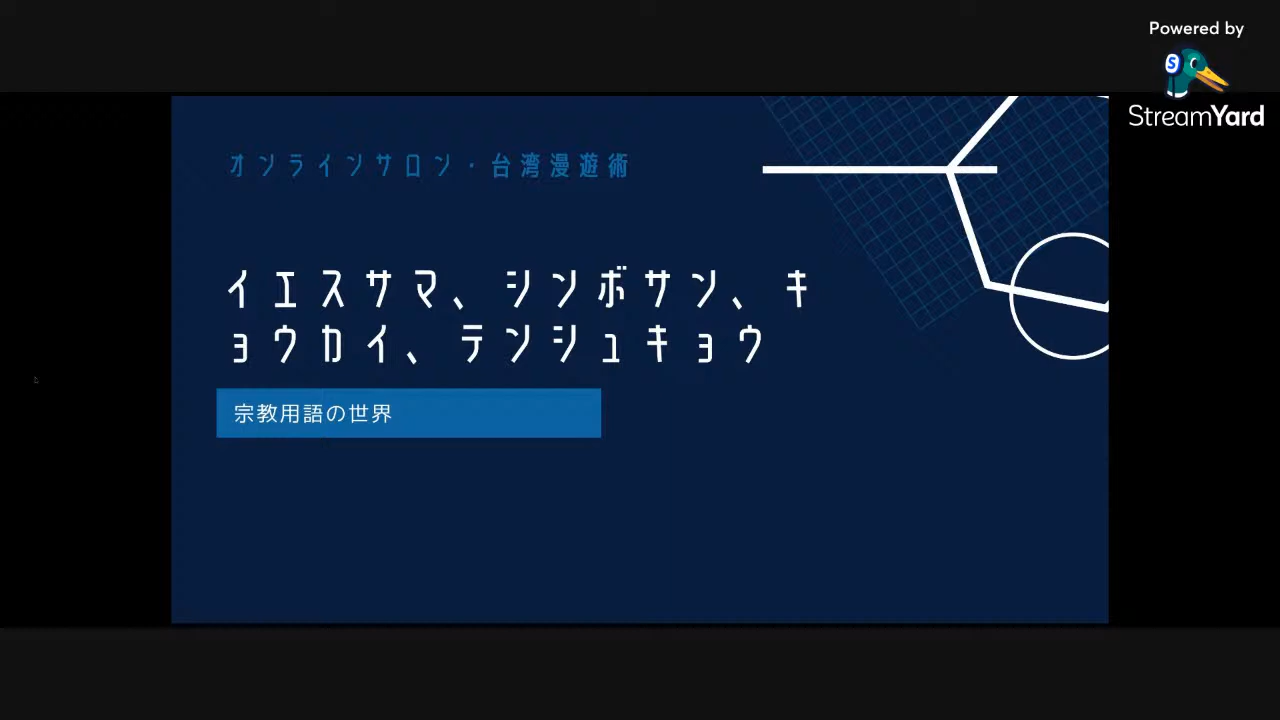 Powered by
StreamYard
オンラインサロン・台湾漫遊術
イエスサマ、シンボサン、キ
ョウカイ、テンシュキョウ
宗教用語の世界